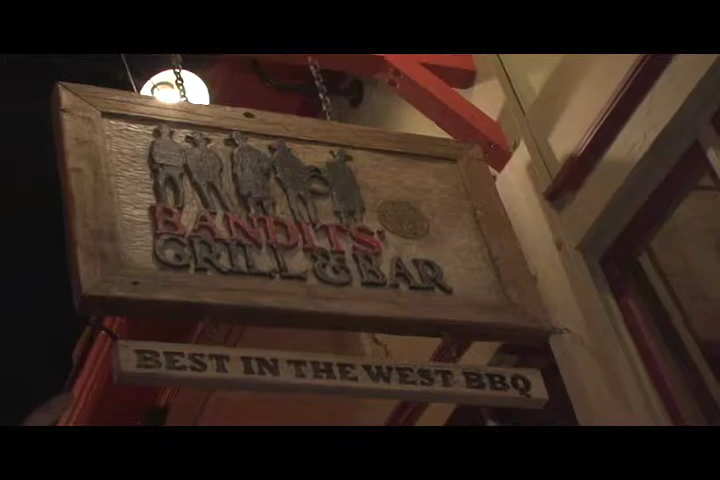 BANDITS'
GRILL & BAR
BEST IN THE WEST BBQ